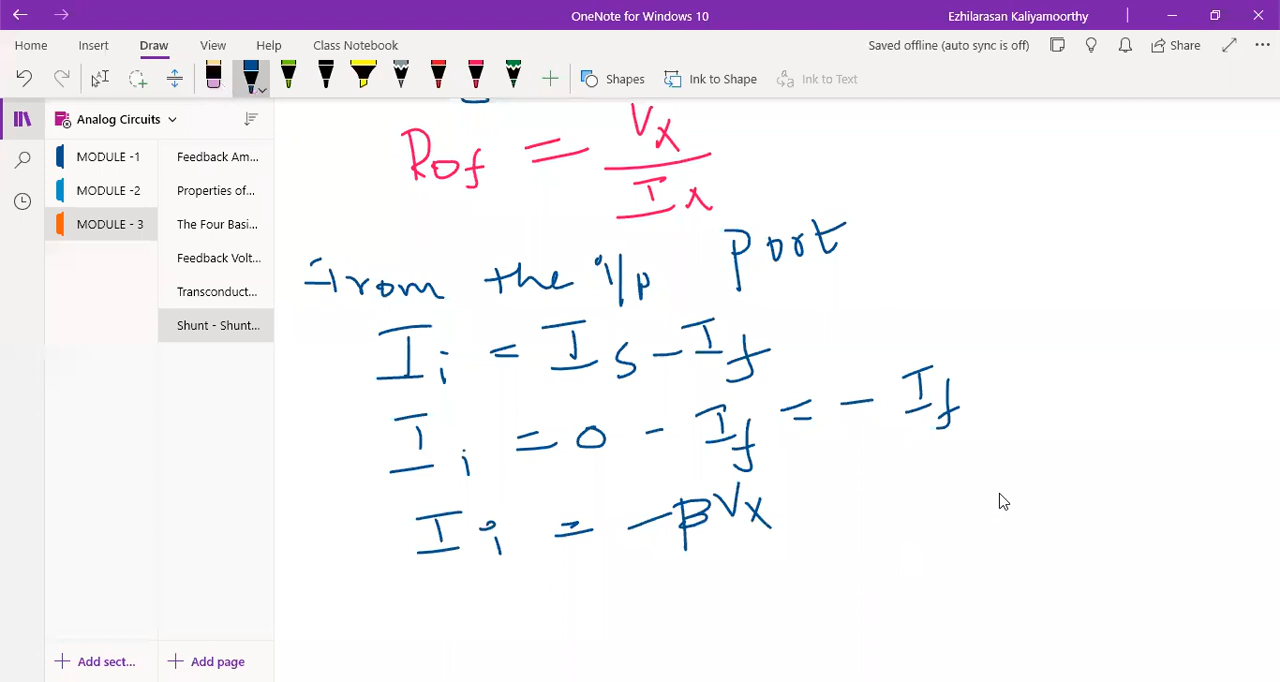 OneNote for Windows 10
Ezhilarasan Kaliyamoorthy
Home Insert Draw View Help Class Notebook
Saved offline (auto sync is off)
Share
Shapes
Ink to Shape
Ink to Text
Analog Circuits
MODULE -1
MODULE -2
MODULE - 3
Feedback Am...
Properties of...
The Four Basi...
Feedback Volt...
Transconduct...
Shunt - Shunt...
Add sect...
Add page
Rof = Vx / Ix
From the i/p Port
Ii = Is - If
Ii = 0 - If = - If
Ii = -βVx